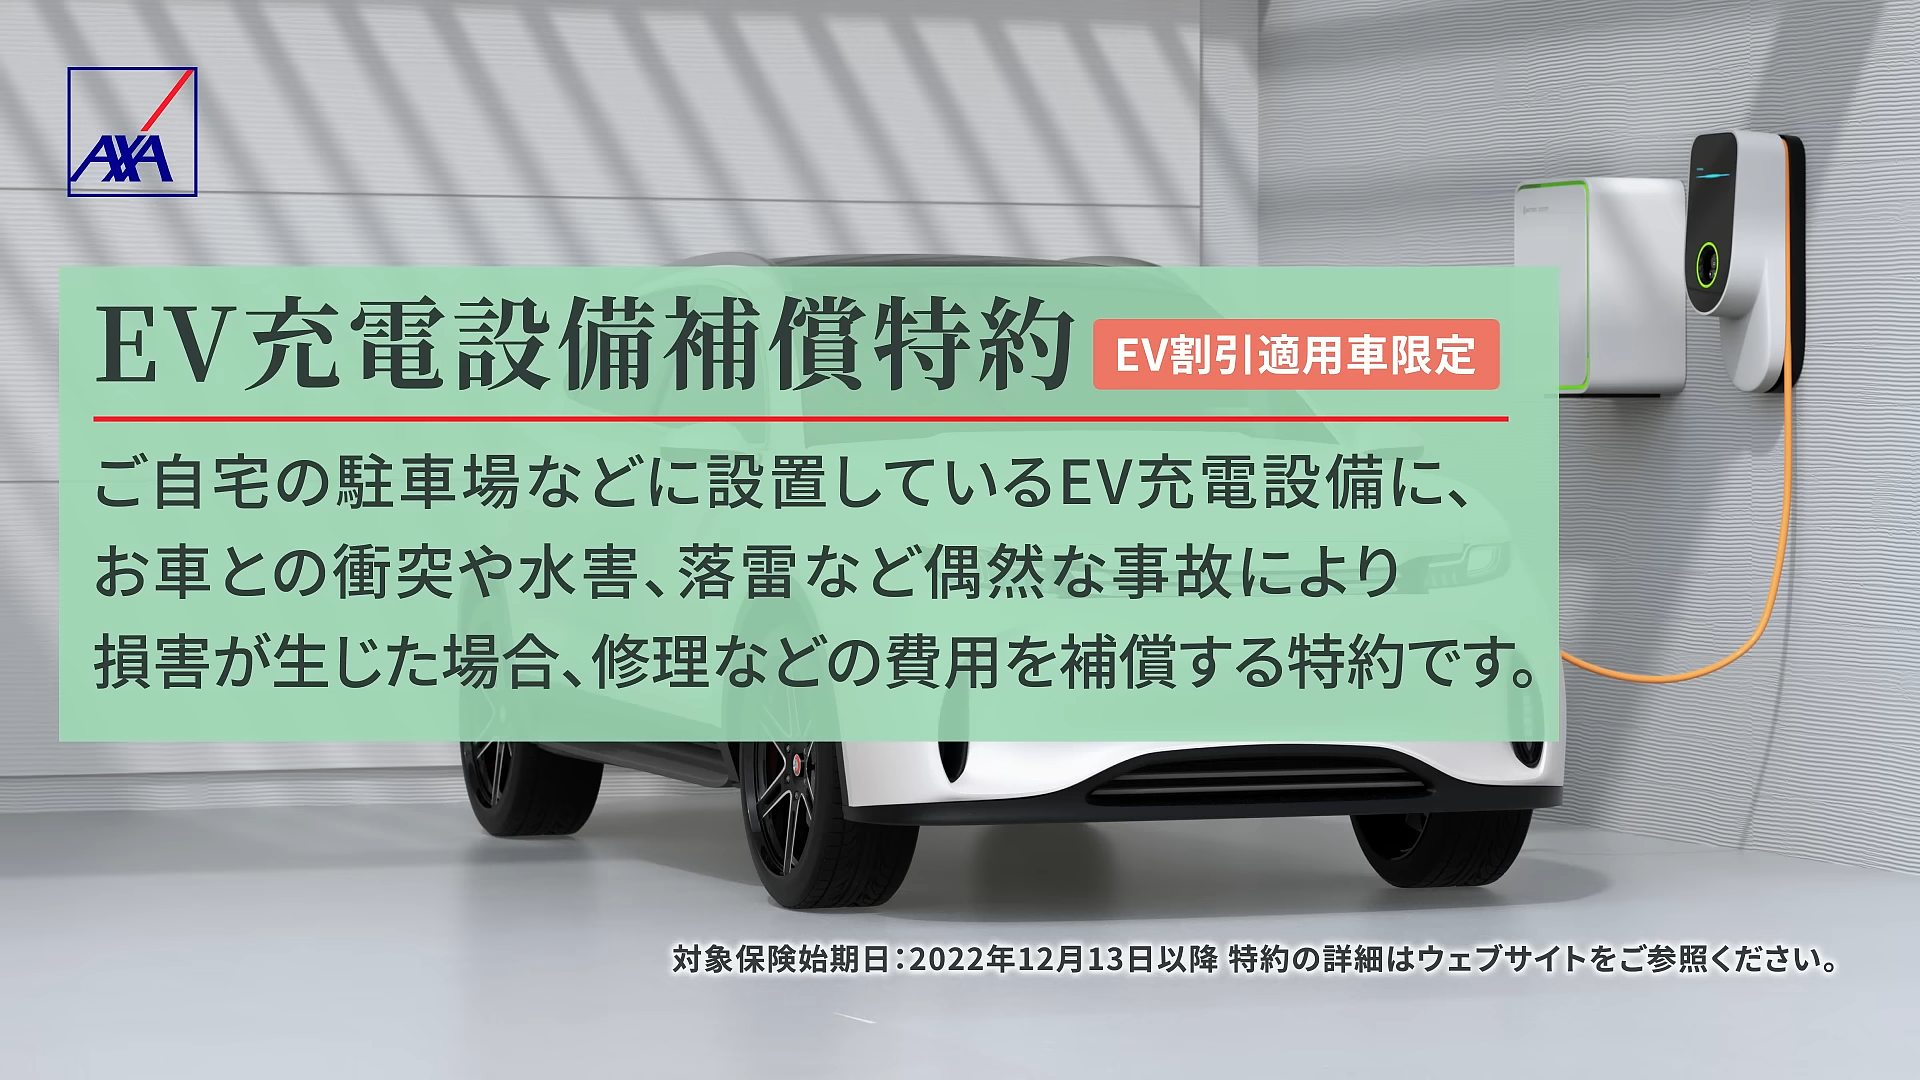 AXA
EV充電設備補償特約
EV割引適用車限定
ご自宅の駐車場などに設置しているEV充電設備に、
お車との衝突や水害、落雷など偶然な事故により
損害が生じた場合、修理などの費用を補償する特約です。
対象保険始期日：2022年12月13日以降 特約の詳細はウェブサイトをご参照ください。